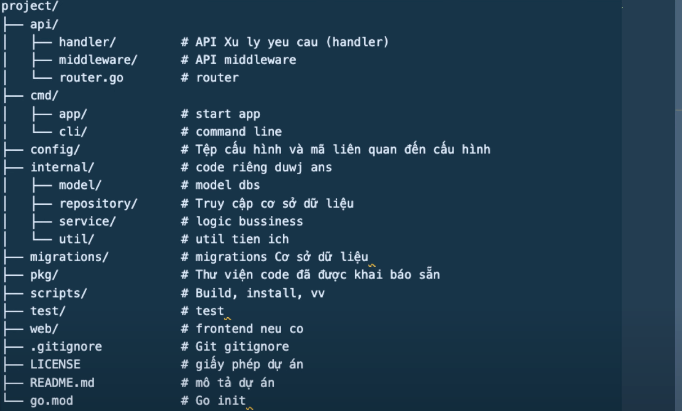 project/
├── api/
│   ├── handler/         # API Xu ly yeu cau (handler)
│   ├── middleware/      # API middleware
│   └── router.go        # router
├── cmd/
│   ├── app/             # start app
│   └── cli/             # command line
├── config/              # Tệp cấu hình và mã liên quan đến cấu hình
├── internal/            # code riêng duwj ans
│   ├── model/           # model dbs
│   ├── repository/      # Truy cập cơ sở dữ liệu
│   ├── service/         # logic bussiness
│   └── util/            # util tien ich
├── migrations/          # migrations Cơ sở dữ liệu
├── pkg/                 # Thư viện code đã được khai báo sẵn
├── scripts/             # Build, install, vv
├── test/                # test
├── web/                 # frontend neu co
├── .gitignore           # Git gitignore
├── LICENSE              # giấy phép dự án
├── README.md            # mô tả dự án
└── go.mod               # Go init